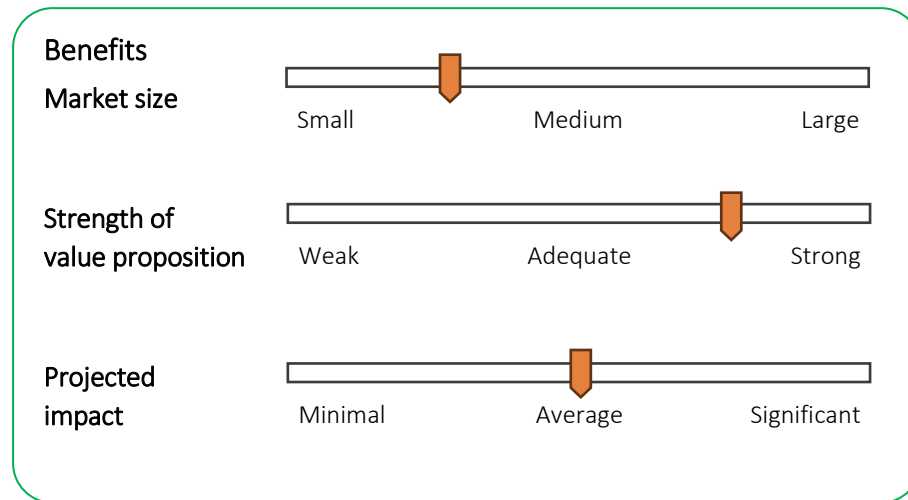 Benefits
Market size
Small Medium Large
Strength of
value proposition
Weak Adequate Strong
Projected
impact
Minimal Average Significant